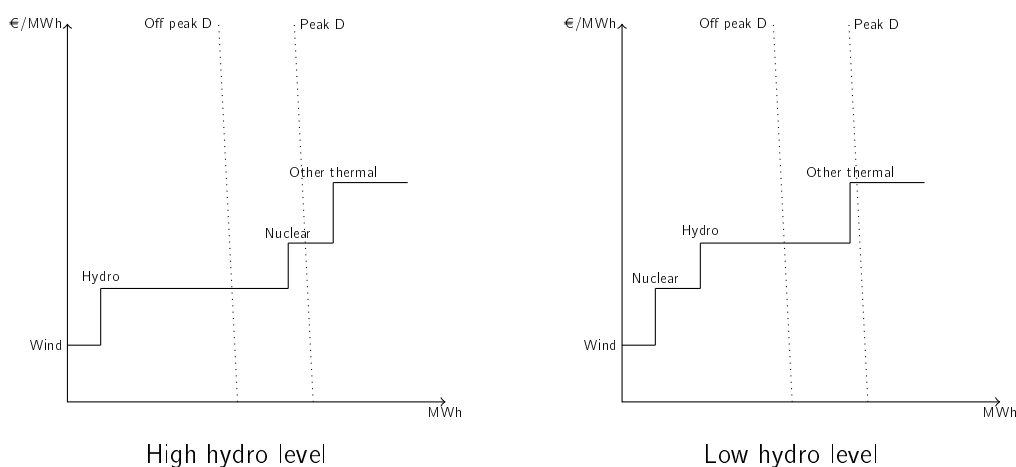 €/MWh
Off peak D
Peak D
Other thermal
Nuclear
Hydro
Wind
MWh
High hydro level
€/MWh
Off peak D
Peak D
Other thermal
Hydro
Nuclear
Wind
MWh
Low hydro level